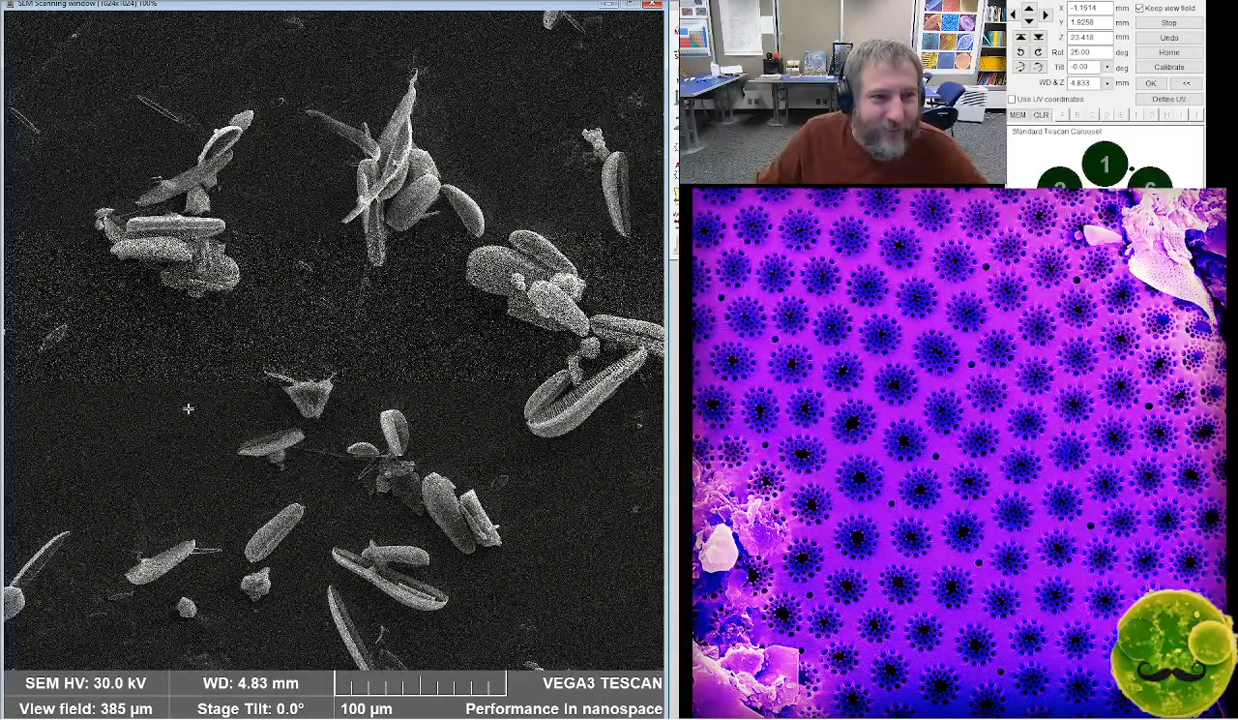 SEM Scanning window [1024x1024] 100%
X -1.1614 mm Keep view field
Y 1.9258 mm Stop
Z 23.418 mm Undo
Rot 25.00 deg Home
Tilt -0.00 deg Calibrate
WD & Z 4.833 mm OK <<
Use UV coordinates Define UV
MEM CLR
Standard Tescan Carousel
1
SEM HV: 30.0 kV WD: 4.83 mm VEGA3 TESCAN
View field: 385 µm Stage Tilt: 0.0° 100 µm Performance in nanospace